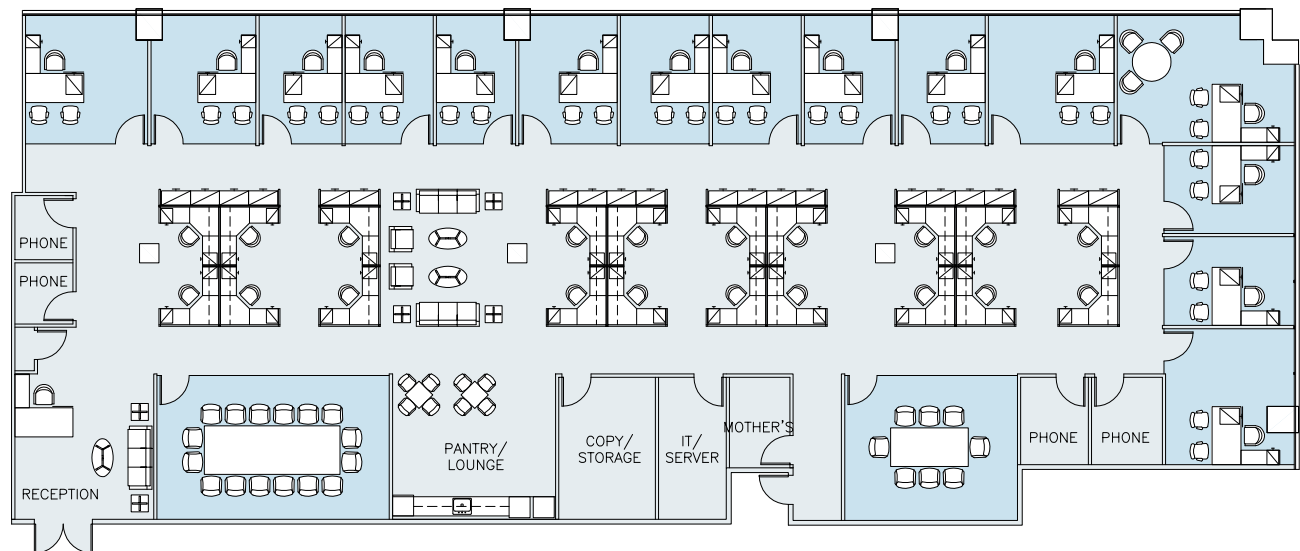 PHONE
PHONE
RECEPTION
PANTRY/
LOUNGE
COPY/
STORAGE
IT/
SERVER
MOTHER'S
PHONE
PHONE